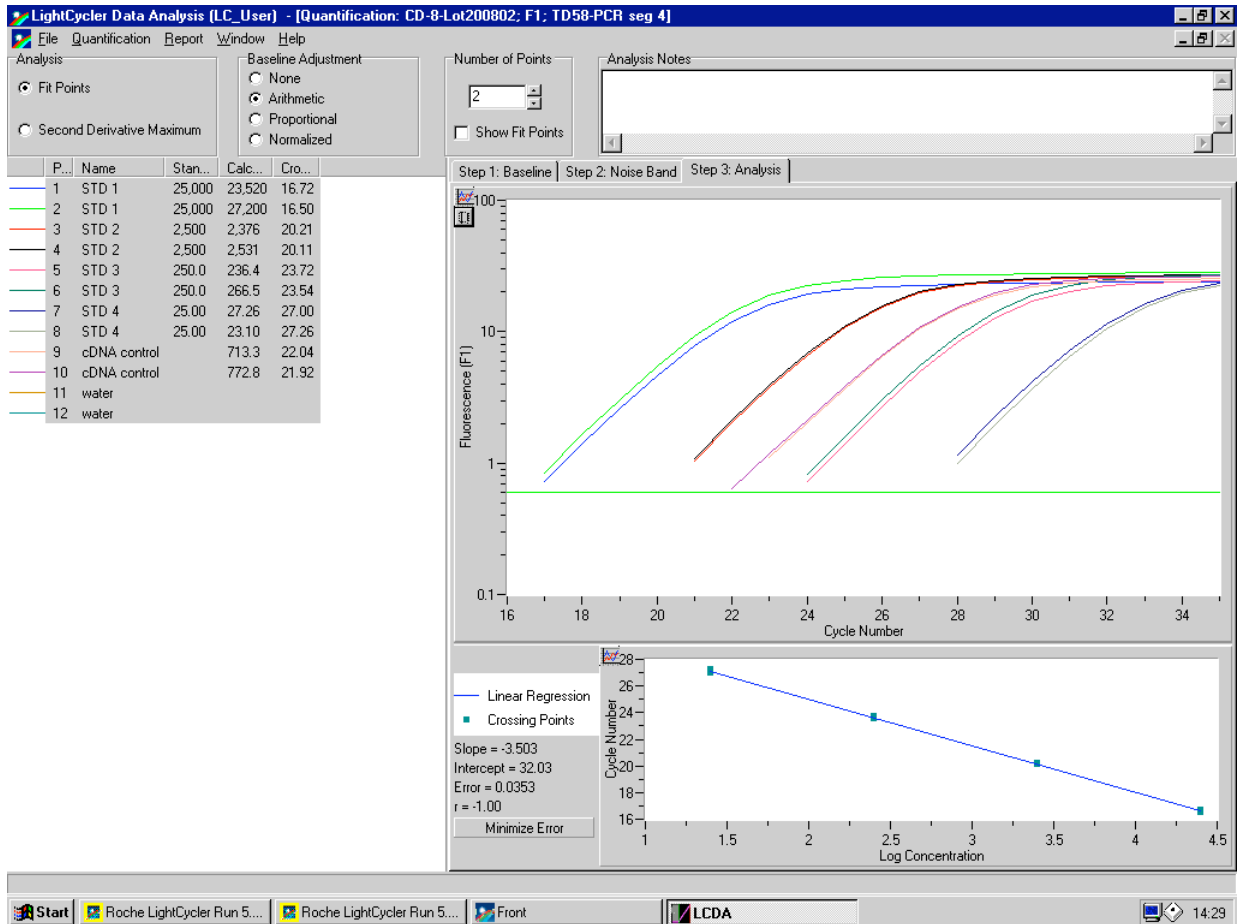 LightCycler Data Analysis (LC_User) - [Quantification: CD-8-Lot200802; F1; TD58-PCR seg 4]
File Quantification Report Window Help
Analysis
Fit Points
Second Derivative Maximum
Baseline Adjustment
None
Arithmetic
Proportional
Normalized
Number of Points
2
Show Fit Points
Analysis Notes
P... Name Stan... Calc... Cro...
1 STD 1 25,000 23,520 16.72
2 STD 1 25,000 27,200 16.50
3 STD 2 2,500 2,376 20.21
4 STD 2 2,500 2,531 20.11
5 STD 3 250.0 236.4 23.72
6 STD 3 250.0 266.5 23.54
7 STD 4 25.00 27.26 27.00
8 STD 4 25.00 23.10 27.26
9 cDNA control 713.3 22.04
10 cDNA control 772.8 21.92
11 water
12 water
Step 1: Baseline Step 2: Noise Band Step 3: Analysis
100
10
1
0.1
Fluorescence (F1)
16 18 20 22 24 26 28 30 32 34
Cycle Number
Linear Regression
Crossing Points
Slope = -3.503
Intercept = 32.03
Error = 0.0353
r = -1.00
Minimize Error
28
26
24
22
20
18
16
Cycle Number
1 1.5 2 2.5 3 3.5 4 4.5
Log Concentration
Start Roche LightCycler Run 5.... Roche LightCycler Run 5.... Front LCDA 14:29